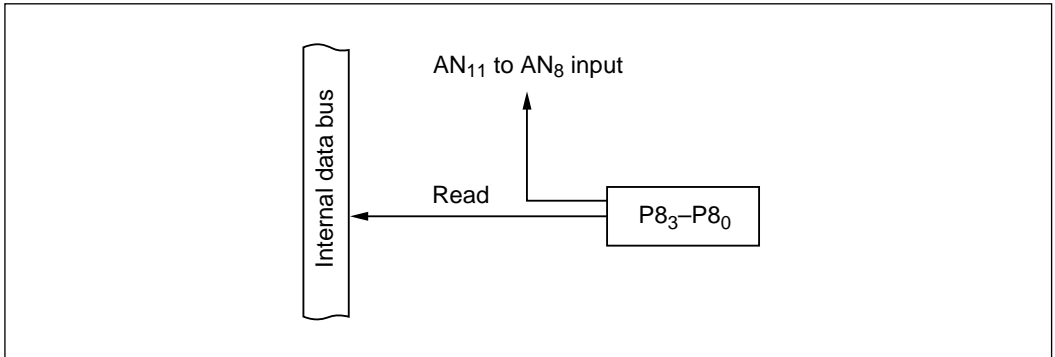 AN11 to AN8 input
Internal data bus
Read
P83–P80